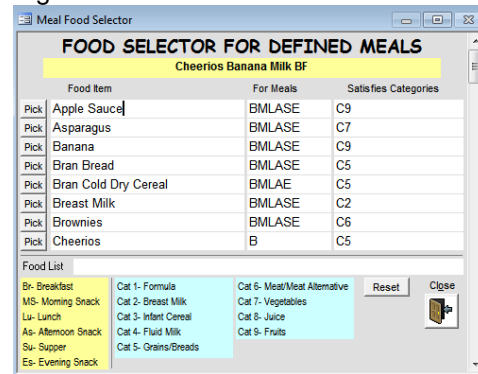 Meal Food Selector
FOOD SELECTOR FOR DEFINED MEALS
Cheerios Banana Milk BF
Food Item For Meals Satisfies Categories
Pick Apple Sauce BMLASE C9
Pick Asparagus BMLASE C7
Pick Banana BMLASE C9
Pick Bran Bread BMLASE C5
Pick Bran Cold Dry Cereal BMLAE C5
Pick Breast Milk BMLASE C2
Pick Brownies BMLASE C6
Pick Cheerios B C5
Food List
Br- Breakfast Cat 1- Formula Cat 6- Meat/Meat Alternative Reset Close
MS- Morning Snack Cat 2- Breast Milk Cat 7- Vegetables
Lu- Lunch Cat 3- Infant Cereal Cat 8- Juice
As- Afternoon Snack Cat 4- Fluid Milk Cat 9- Fruits
Su- Supper Cat 5- Grains/Breads
Es- Evening Snack